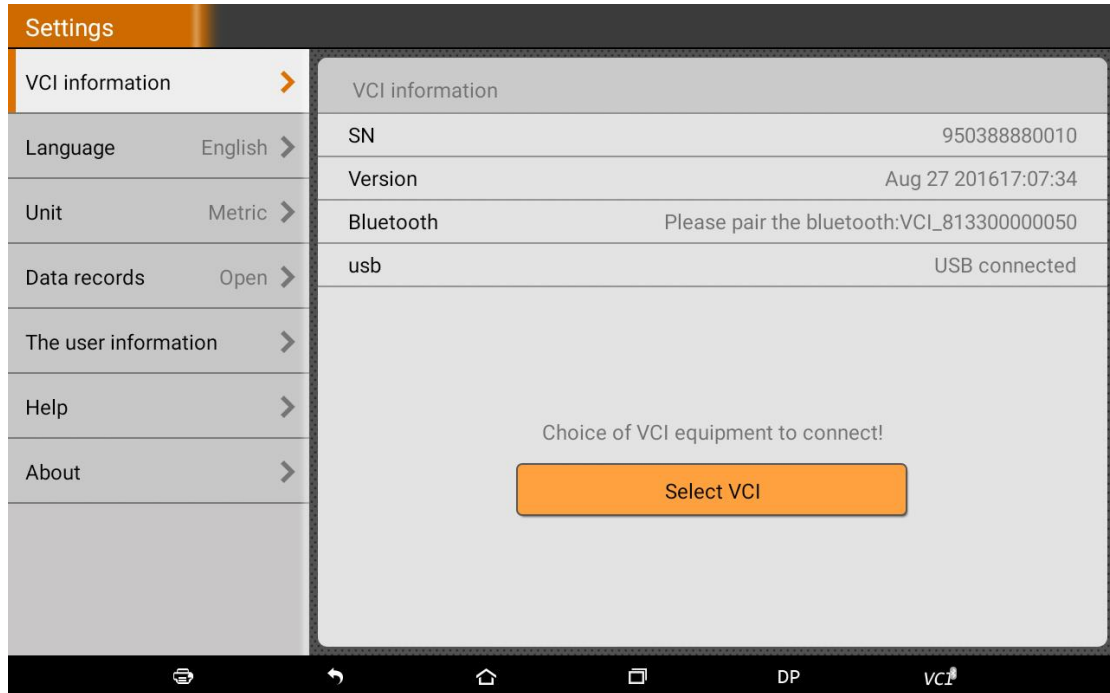 Settings
VCI information
Language English
Unit Metric
Data records Open
The user information
Help
About
VCI information
SN 950388880010
Version Aug 27 201617:07:34
Bluetooth Please pair the bluetooth:VCI_813300000050
usb USB connected
Choice of VCI equipment to connect!
Select VCI
DP
VCI